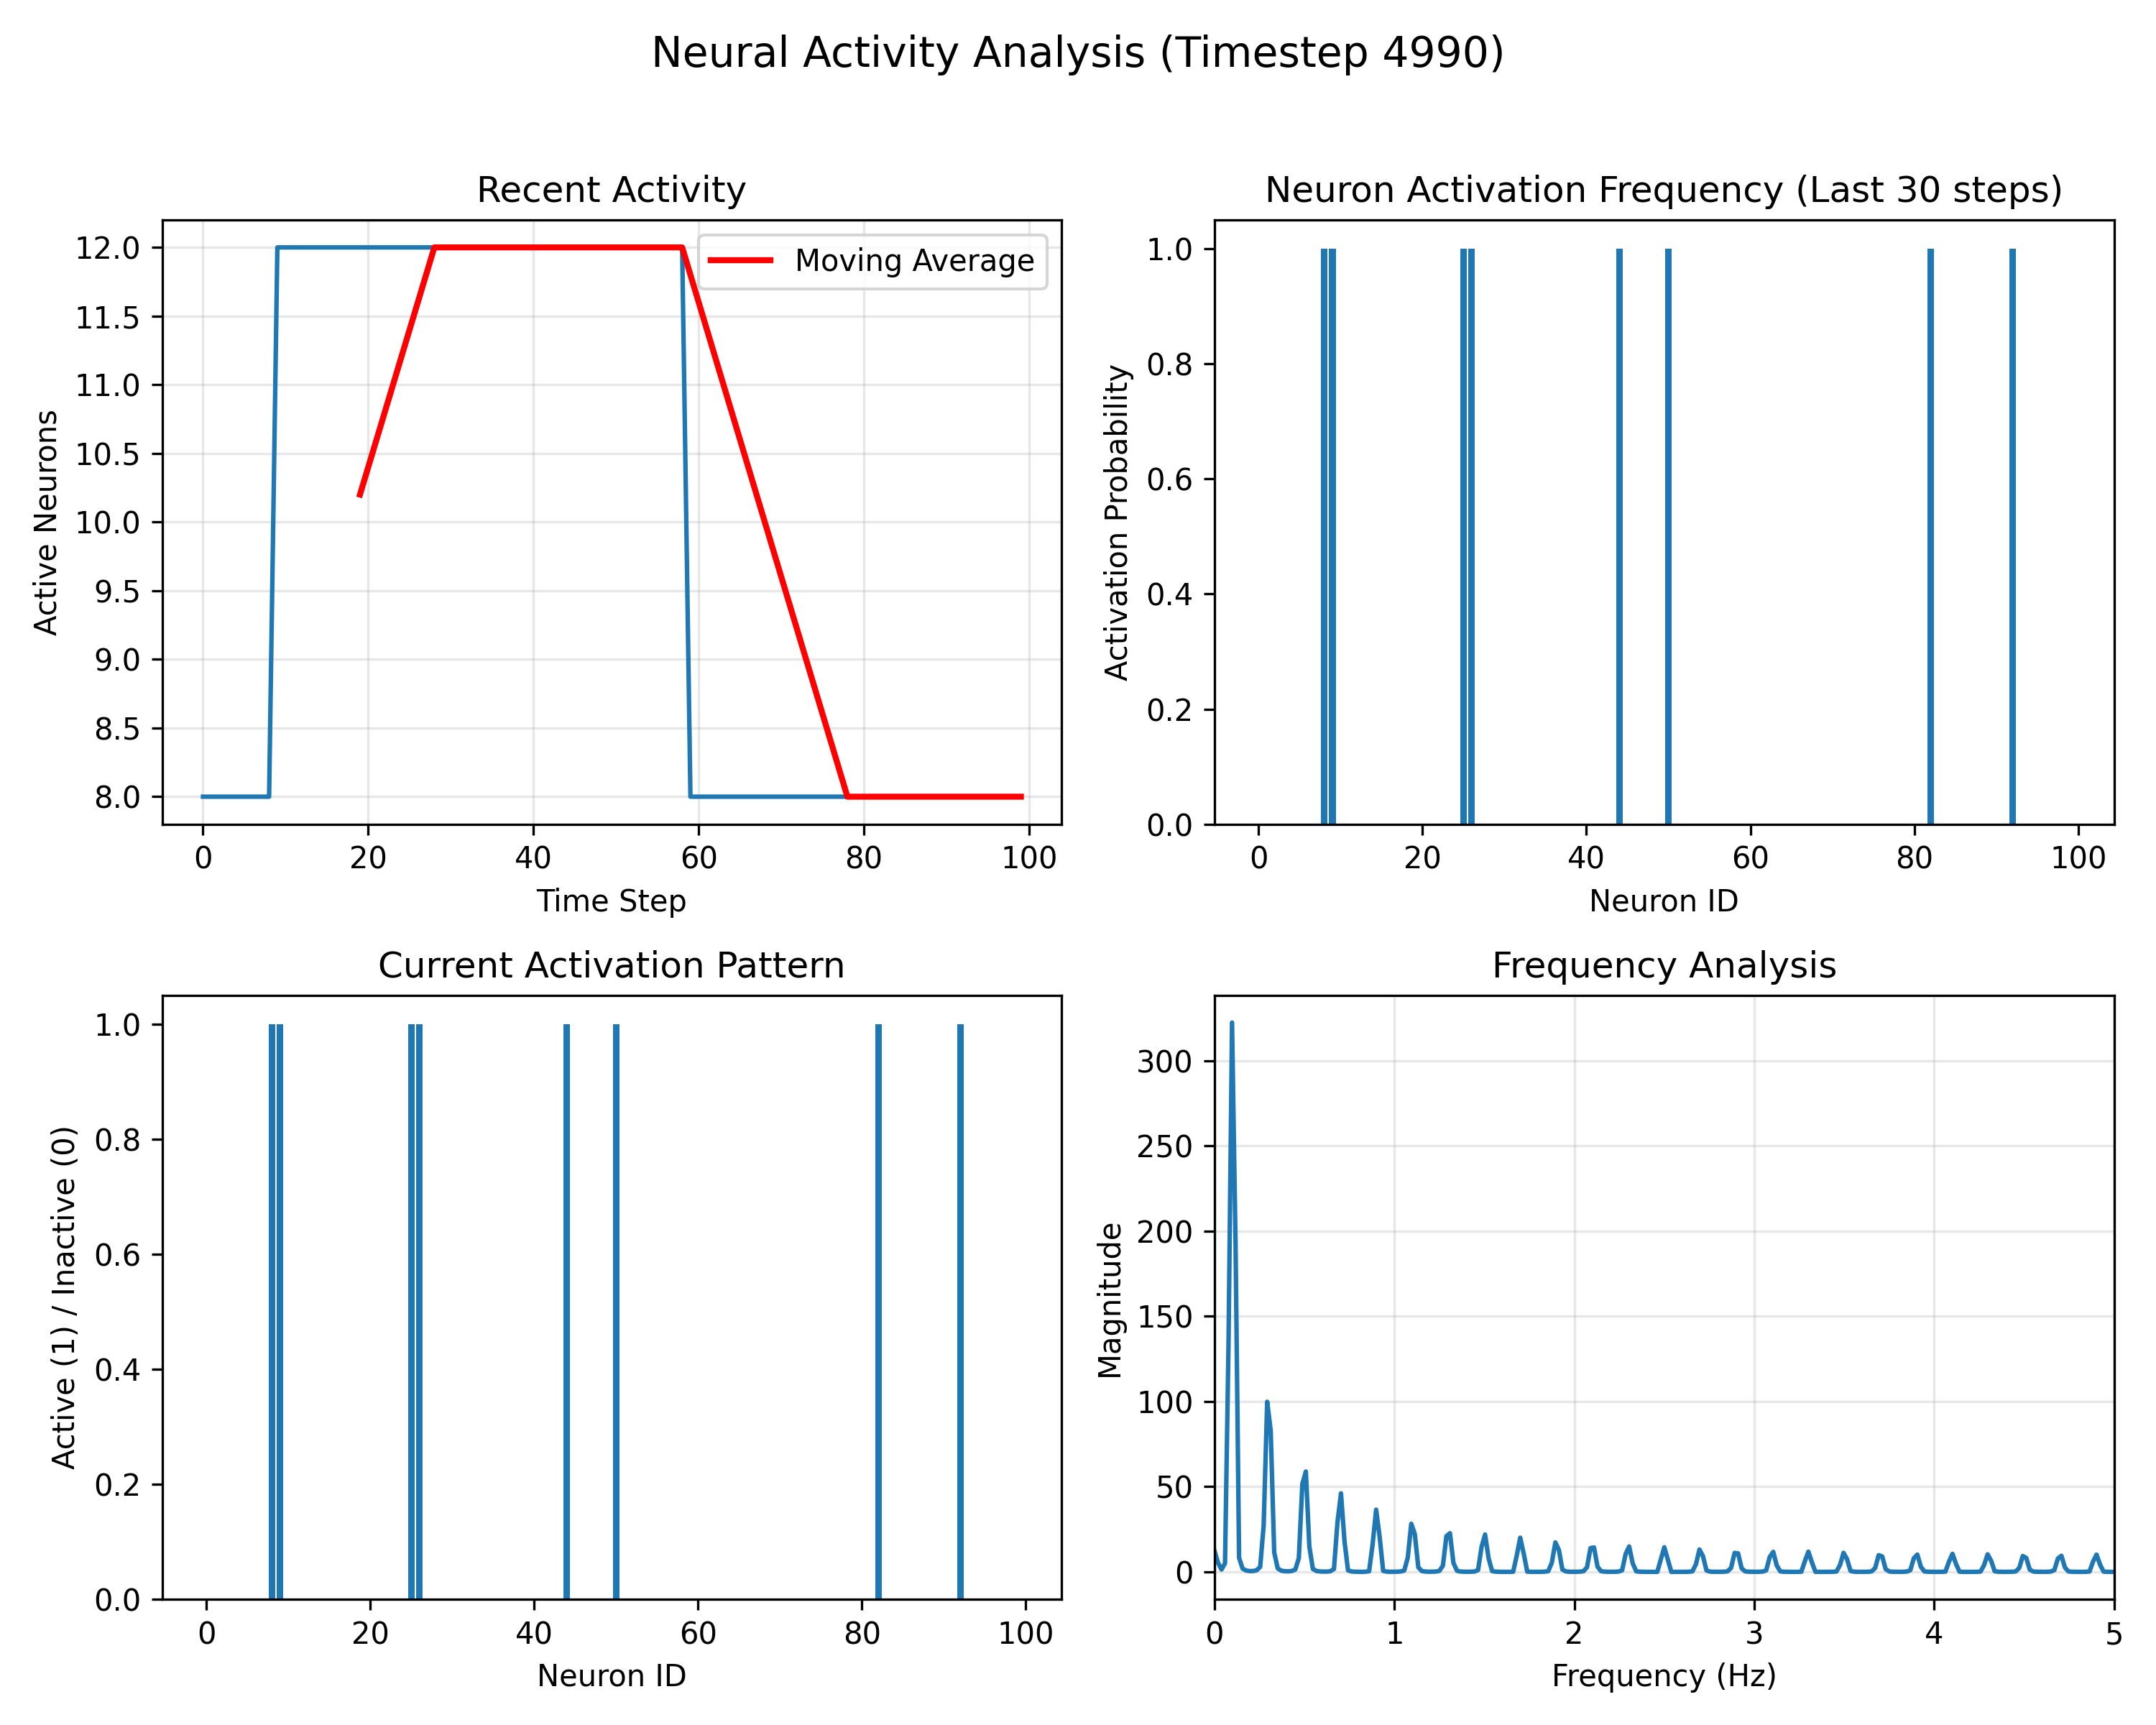 Neural Activity Analysis (Timestep 4990)
Recent Activity
12.0
11.5
11.0
10.5
10.0
9.5
9.0
8.5
8.0
Active Neurons
Moving Average
0 20 40 60 80 100
Time Step
Neuron Activation Frequency (Last 30 steps)
1.0
0.8
0.6
0.4
0.2
0.0
Activation Probability
0 20 40 60 80 100
Neuron ID
Current Activation Pattern
1.0
0.8
0.6
0.4
0.2
0.0
Active (1) / Inactive (0)
0 20 40 60 80 100
Neuron ID
Frequency Analysis
300
250
200
150
100
50
0
Magnitude
0 1 2 3 4 5
Frequency (Hz)